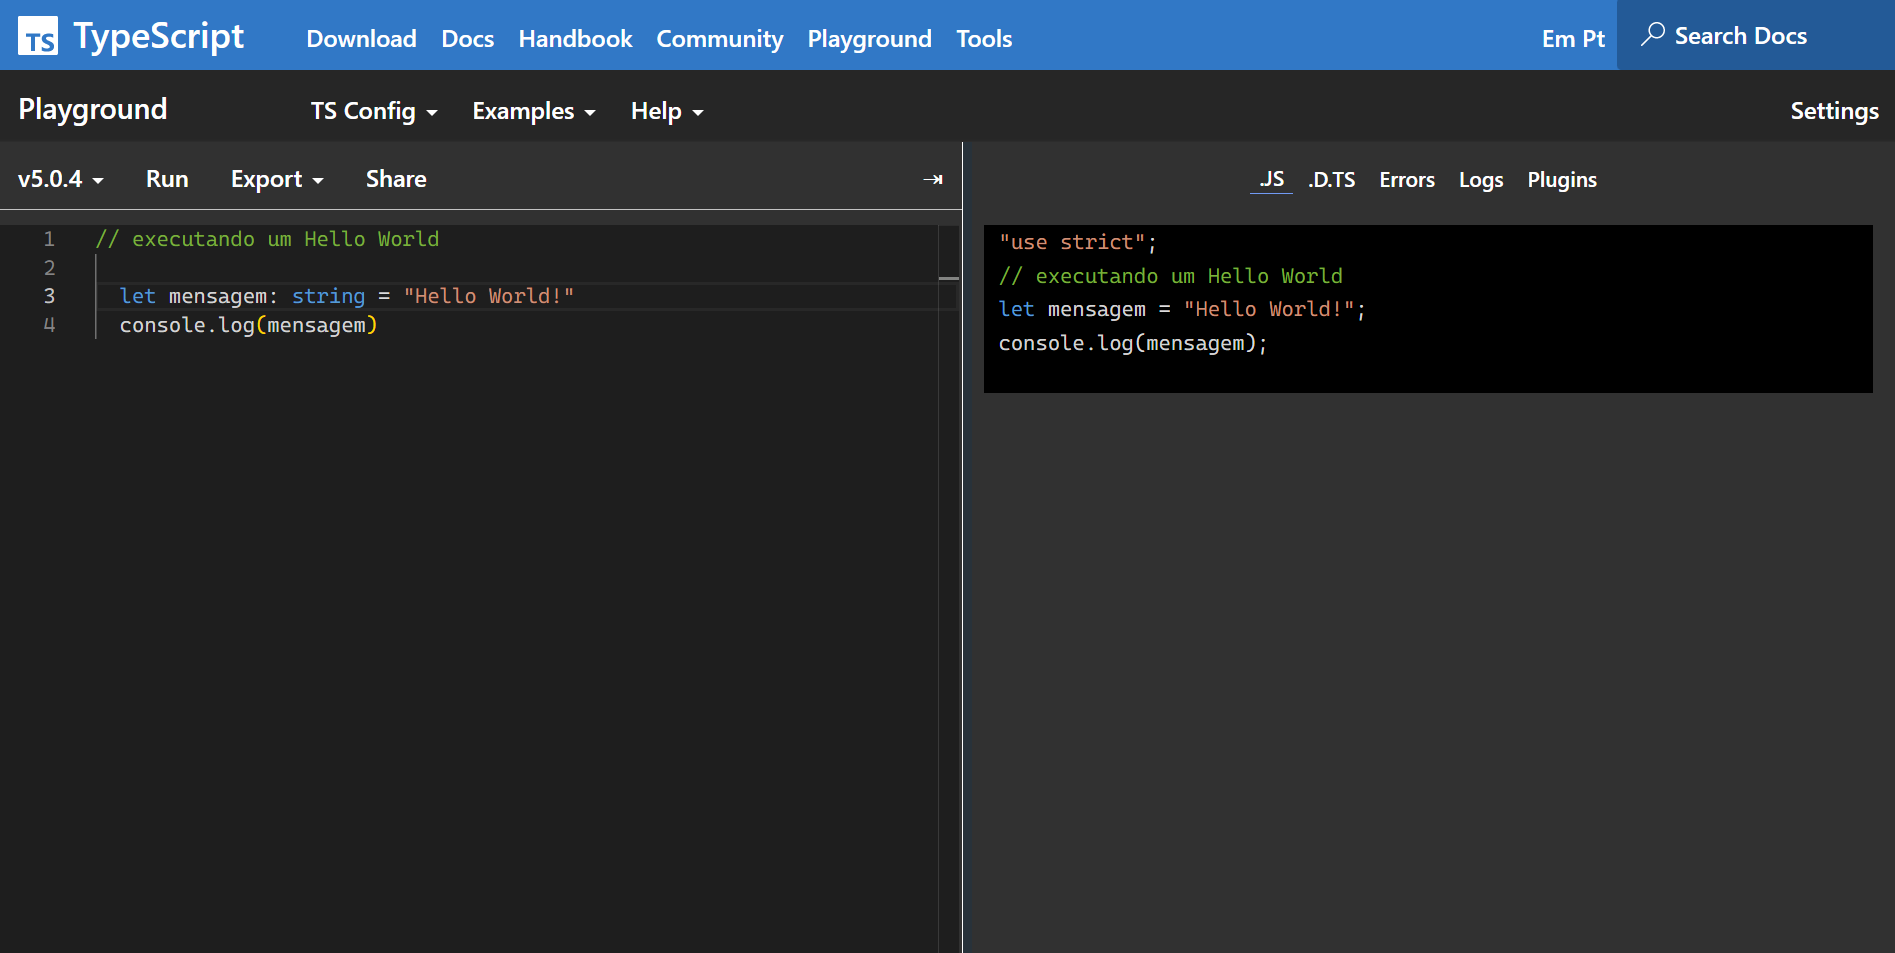 TS TypeScript Download Docs Handbook Community Playground Tools Em Pt Search Docs
Playground TS Config Examples Help Settings
v5.0.4 Run Export Share
1 // executando um Hello World
2
3 let mensagem: string = "Hello World!"
4 console.log(mensagem)
.JS .D.TS Errors Logs Plugins
"use strict";
// executando um Hello World
let mensagem = "Hello World!";
console.log(mensagem);